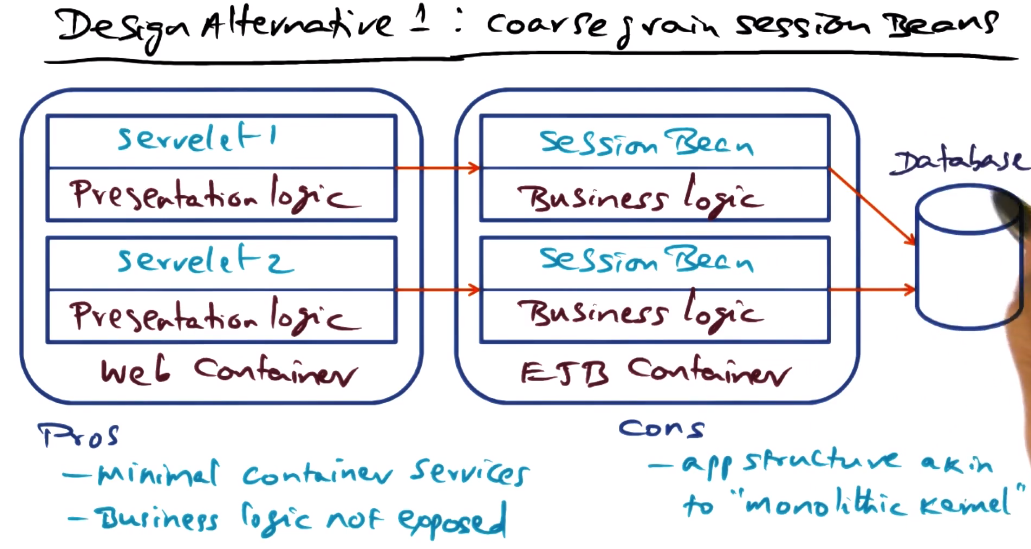 Design Alternative 1: coarse grain session Beans
servelet 1
Presentation logic
servelet 2
Presentation logic
Web Container
Session Bean
Business logic
Session Bean
Business logic
EJB Container
Database
Pros
- minimal container services
- Business logic not exposed
Cons
- app structure akin
to "monolithic kernel"